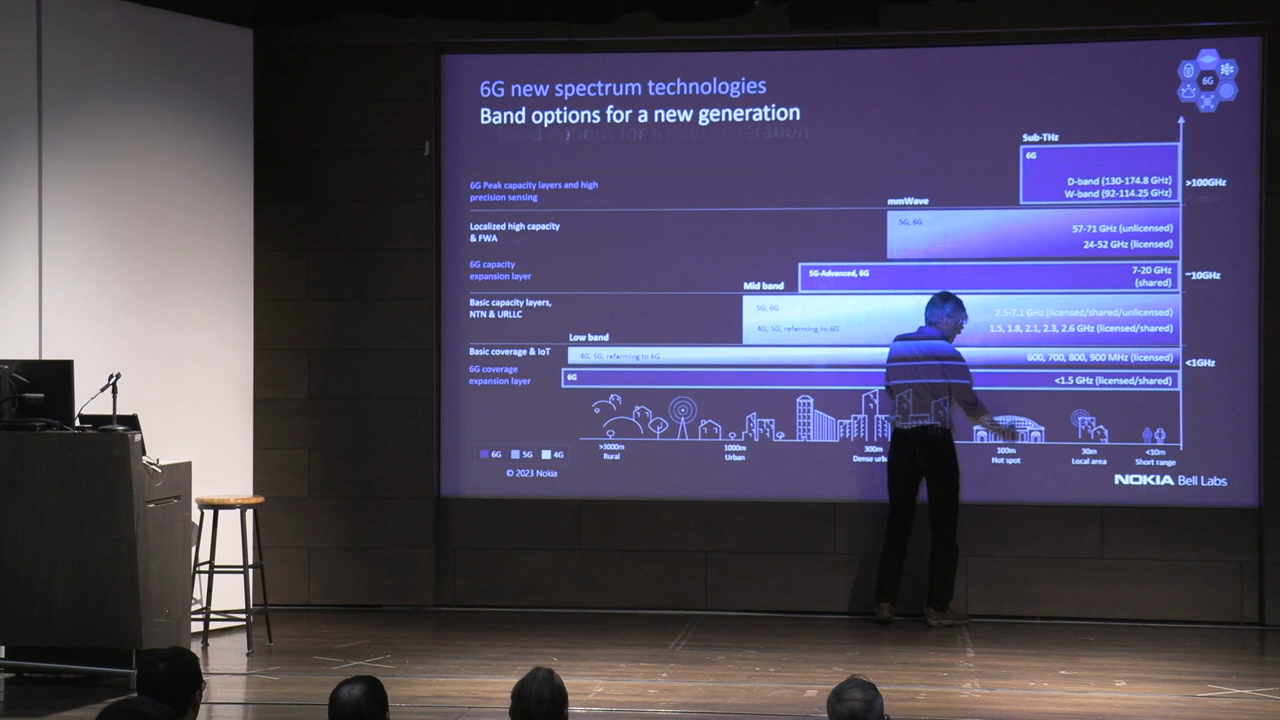 6G new spectrum technologies
Band options for a new generation
6G
Sub-THz
6G
D-band (130-174.8 GHz)
W-band (92-114.25 GHz)
>100GHz
6G Peak capacity layers and high
precision sensing
mmWave
Localized high capacity
& FWA
5G, 6G
57-71 GHz (unlicensed)
24-52 GHz (licensed)
6G capacity
expansion layer
5G-Advanced, 6G
7-20 GHz
(shared)
~10GHz
Mid band
Basic capacity layers,
NTN & URLLC
5G, 6G
2.5-7.1 GHz (licensed/shared/unlicensed)
4G, 5G, refarming to 6G
1.5, 1.8, 2.1, 2.3, 2.6 GHz (licensed/shared)
Low band
Basic coverage & IoT
4G, 5G, refarming to 6G
600, 700, 800, 900 MHz (licensed)
<1GHz
6G coverage
expansion layer
6G
<1.5 GHz (licensed/shared)
>3000m
Rural
1000m
Urban
300m
Dense urb
100m
Hot spot
30m
Local area
<10m
Short range
6G 5G 4G
© 2023 Nokia
NOKIA Bell Labs